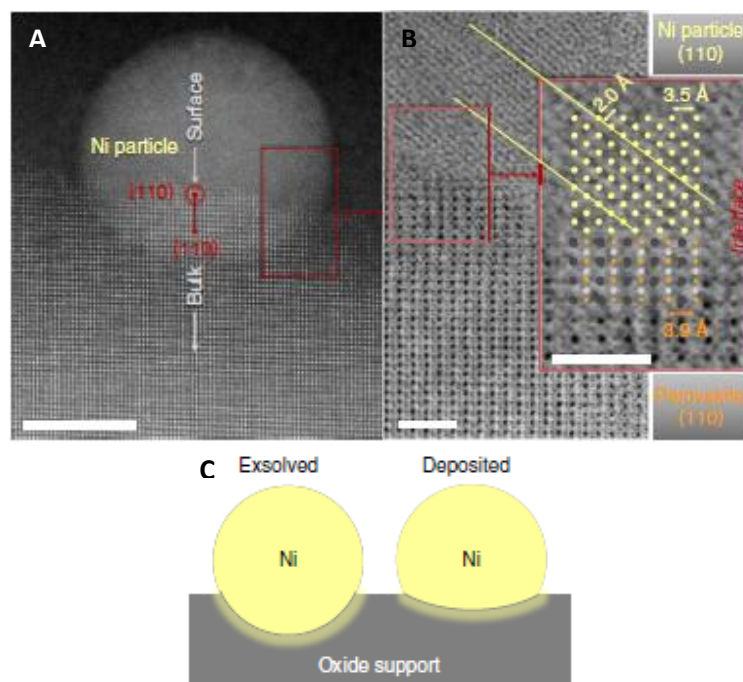 A
Surface
Ni particle
(110)
[110]
Bulk
B
Ni particle
(110)
2.0 Å
3.5 Å
Interface
3.9 Å
Perovskite
(110)
C
Exsolved
Deposited
Ni
Ni
Oxide support